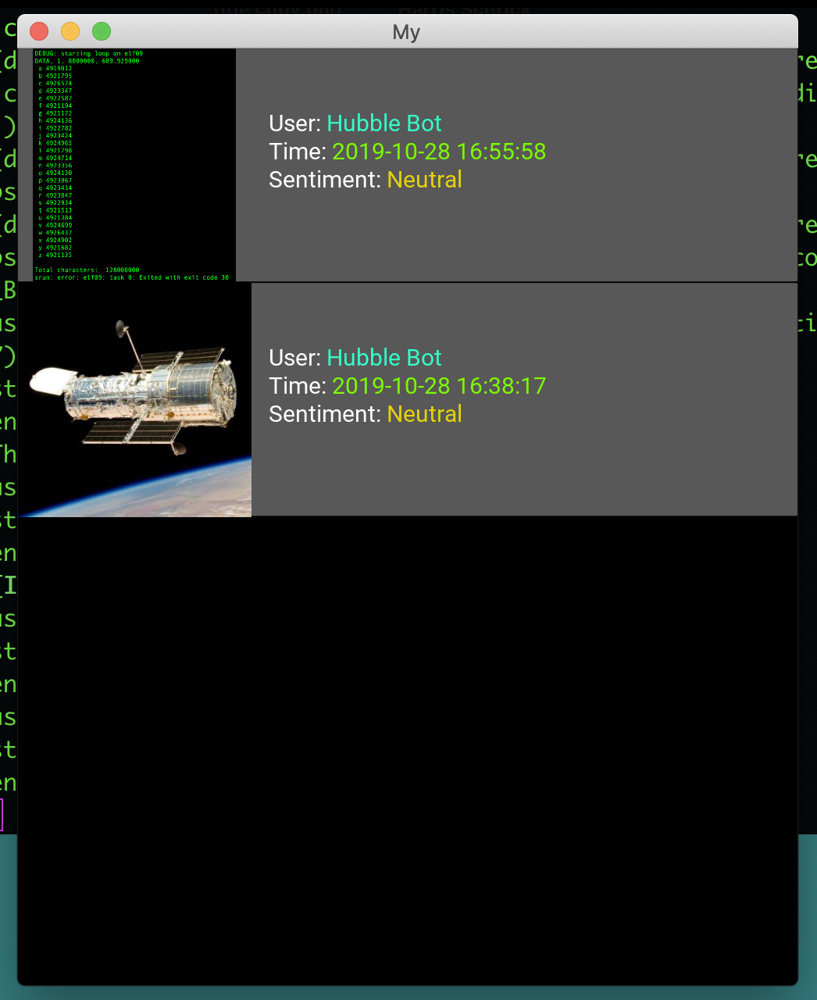 My
DEBUG: starting loop on elf09
DATA, 1, 8000000, 689.929000
a 4919012
b 4921795
c 4926574
d 4923347
e 4922587
f 4921194
g 4921172
h 4924136
i 4922782
j 4923424
k 4924963
l 4921798
m 4924714
n 4923356
o 4924130
p 4923067
q 4923414
r 4923847
s 4922934
t 4921513
u 4921384
v 4924699
w 4926437
x 4924902
y 4921682
z 4921135
Total characters: 128000000
srun: error: elf09: task 0: Exited with exit code 30
User: Hubble Bot
Time: 2019-10-28 16:55:58
Sentiment: Neutral
User: Hubble Bot
Time: 2019-10-28 16:38:17
Sentiment: Neutral